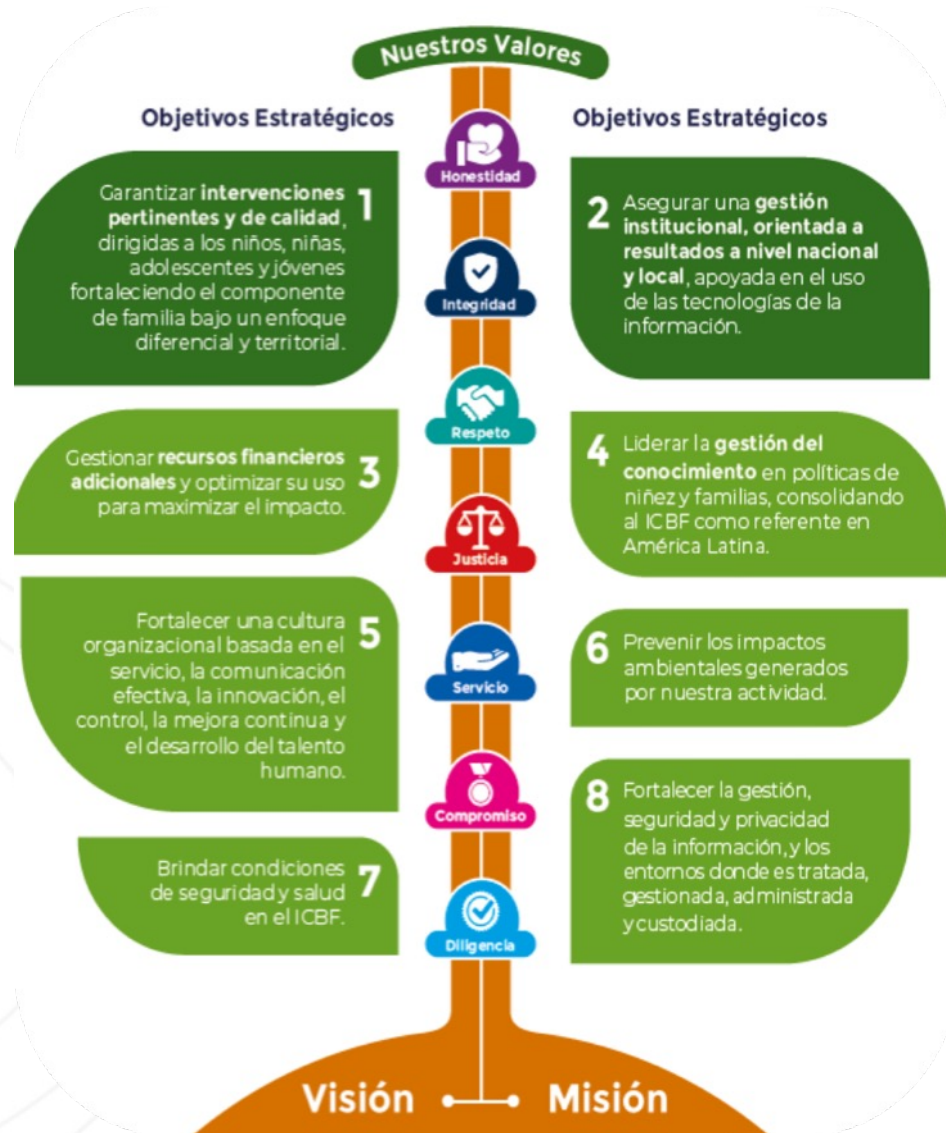 Nuestros Valores
Objetivos Estratégicos
Objetivos Estratégicos
Honestidad
1
Garantizar intervenciones
pertinentes y de calidad,
dirigidas a los niños, niñas,
adolescentes y jóvenes
fortaleciendo el componente
de familia bajo un enfoque
diferencial y territorial.
2
Asegurar una gestión
institucional, orientada a
resultados a nivel nacional
y local, apoyada en el uso
de las tecnologías de la
información.
Integridad
Respeto
3
Gestionar recursos financieros
adicionales y optimizar su uso
para maximizar el impacto.
4
Liderar la gestión del
conocimiento en políticas de
niñez y familias, consolidando
al ICBF como referente en
América Latina.
Justicia
5
Fortalecer una cultura
organizacional basada en el
servicio, la comunicación
efectiva, la innovación, el
control, la mejora continua y
el desarrollo del talento
humano.
6
Prevenir los impactos
ambientales generados
por nuestra actividad.
Servicio
Compromiso
7
Brindar condiciones
de seguridad y salud
en el ICBF.
8
Fortalecer la gestión,
seguridad y privacidad
de la información, y los
entornos donde es tratada,
gestionada, administrada
y custodiada.
Diligencia
Visión
Misión